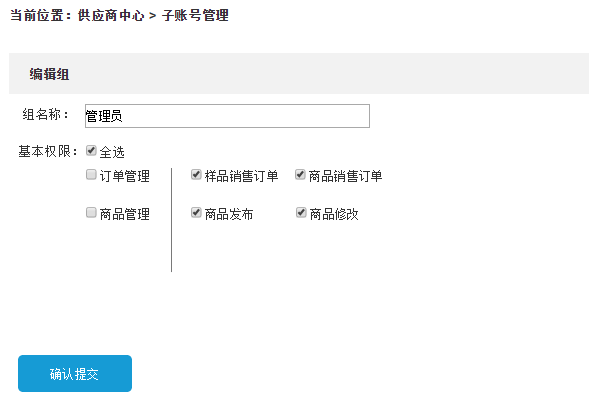 当前位置：供应商中心 > 子账号管理
编辑组
组名称： 管理员
基本权限： 全选
订单管理 样品销售订单 商品销售订单
商品管理 商品发布 商品修改
确认提交